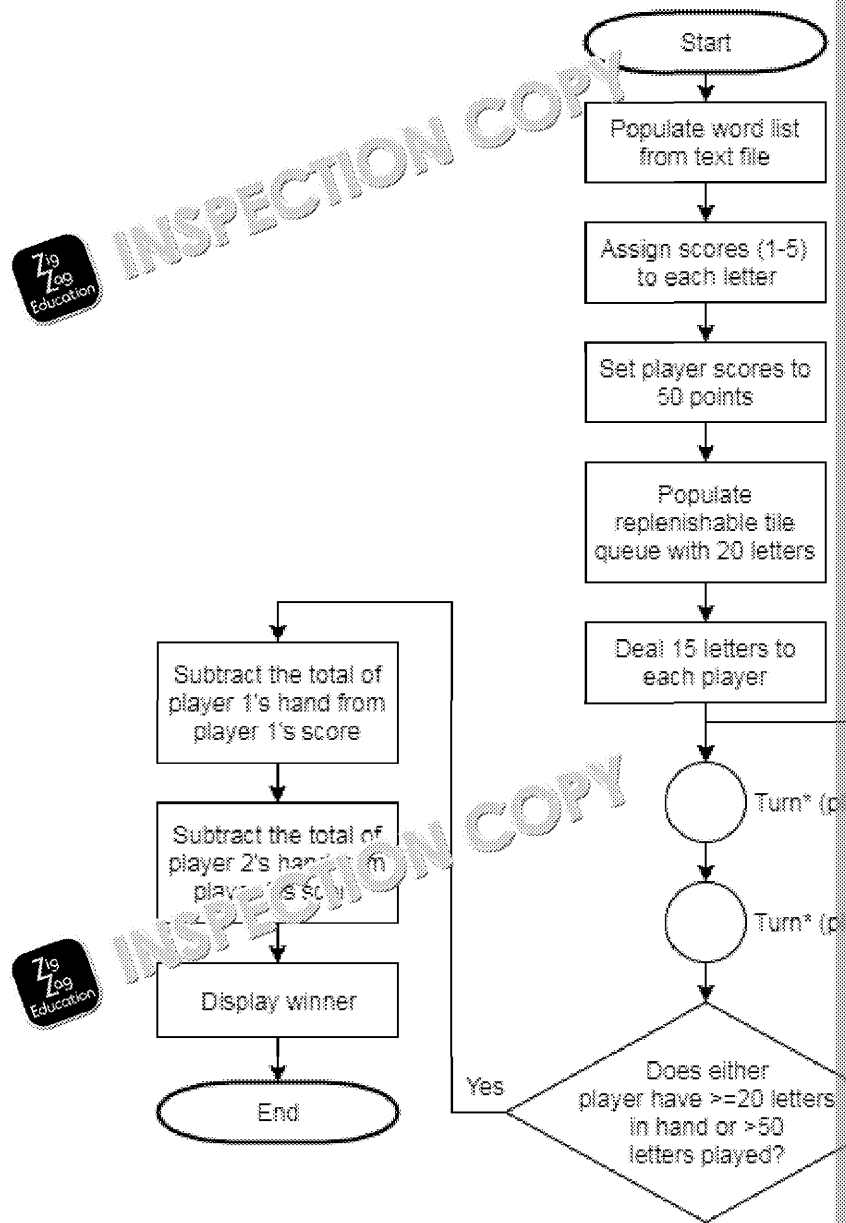 Start
Populate word list
from text file
INSPECTION COPY
Zig
Zag
Education
Assign scores (1-5)
to each letter
Set player scores to
50 points
Populate
replenishable tile
queue with 20 letters
Deal 15 letters to
each player
Subtract the total of
player 1's hand from
player 1's score
Turn*
Subtract the total of
player 2's
INSPECTION COPY
Turn*
Zig
Zag
Education
Display winner
Does either
player have >=20 letters
in hand or >50
letters played?
Yes
End